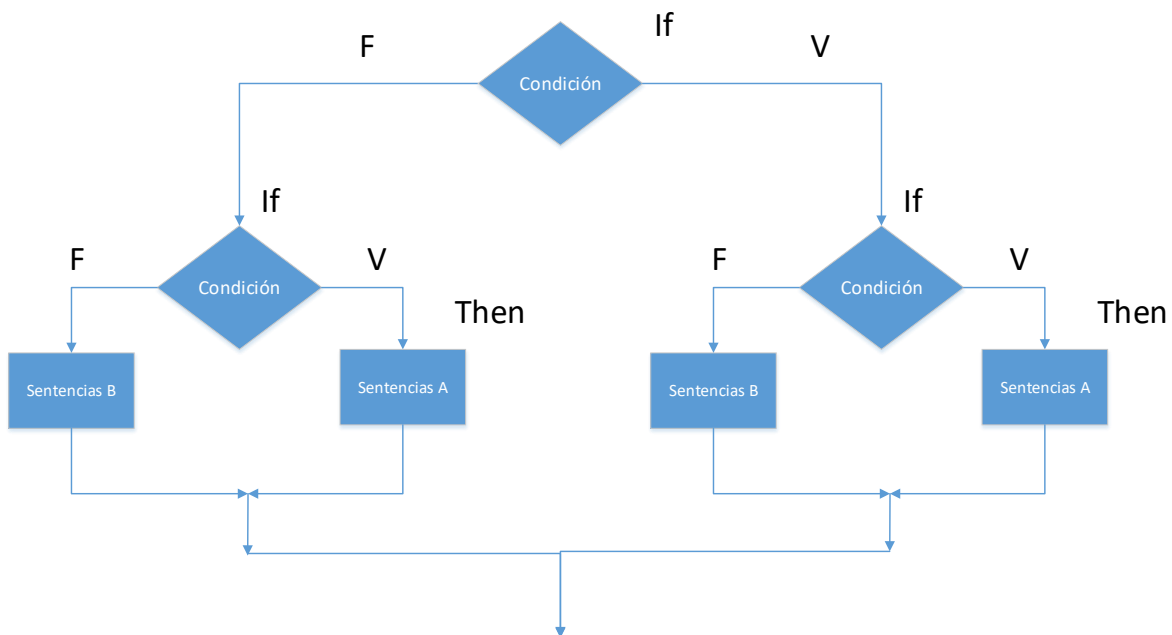 If
F
V
Condición
If
If
F
V
F
V
Condición
Condición
Then
Then
Sentencias B
Sentencias A
Sentencias B
Sentencias A